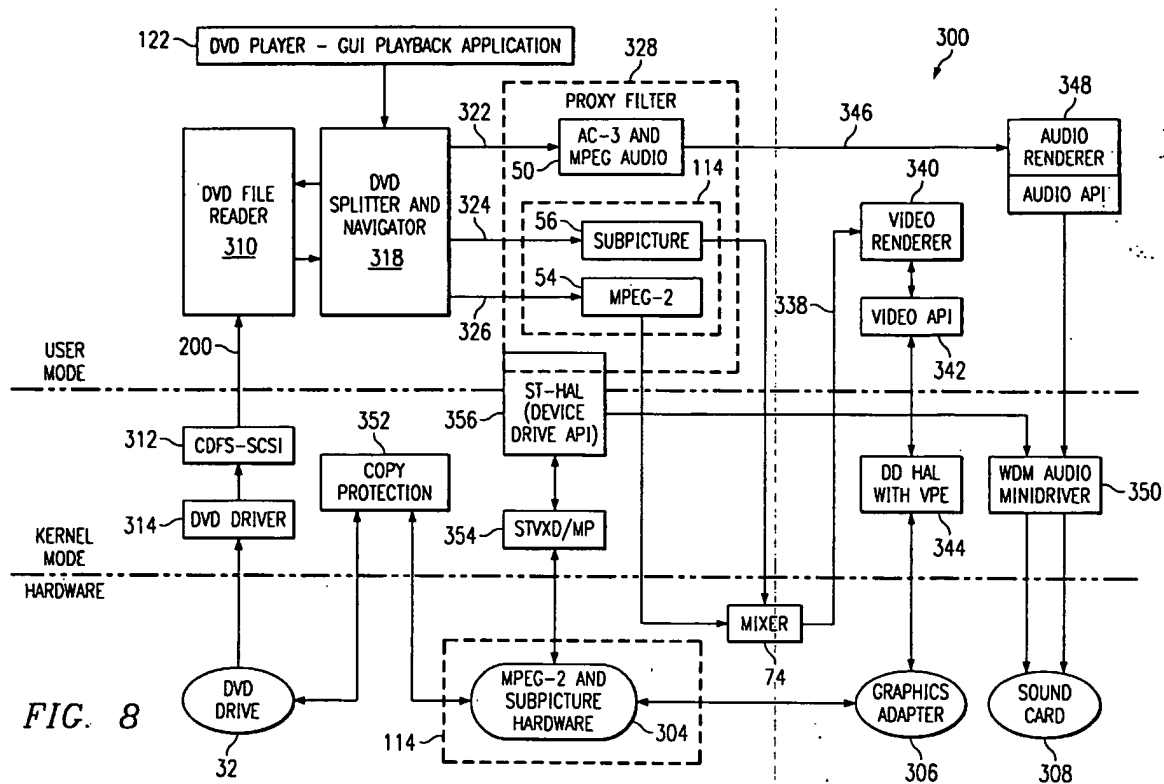 122
DVD PLAYER – GUI PLAYBACK APPLICATION
300
328
PROXY FILTER
322
AC-3 AND
MPEG AUDIO
50
346
348
AUDIO
RENDERER
AUDIO API
DVD FILE
READER
310
DVD
SPLITTER AND
NAVIGATOR
318
324
114
56
SUBPICTURE
54
MPEG-2
326
340
VIDEO
RENDERER
338
VIDEO API
342
200
USER
MODE
ST-HAL
(DEVICE
DRIVE API)
356
312
CDFS-SCSI
352
COPY
PROTECTION
314
DVD DRIVER
354
STVXD/MP
DD HAL
WITH VPE
344
WDM AUDIO
MINIDRIVER
350
KERNEL
MODE
HARDWARE
MIXER
74
DVD
DRIVE
32
MPEG-2 AND
SUBPICTURE
HARDWARE
304
114
GRAPHICS
ADAPTER
306
SOUND
CARD
308
FIG. 8